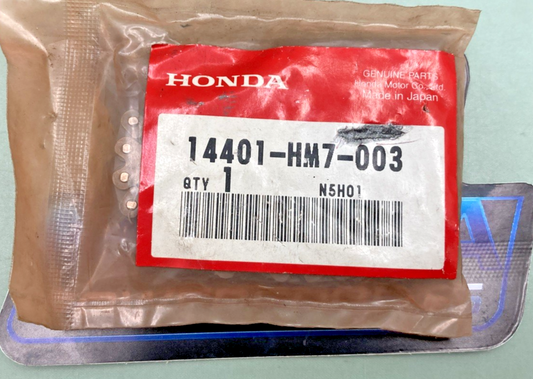 HONDA
GENUINE PARTS
Honda Motor Co., Ltd.
Made in Japan
14401-HM7-003
QTY 1 N5H01